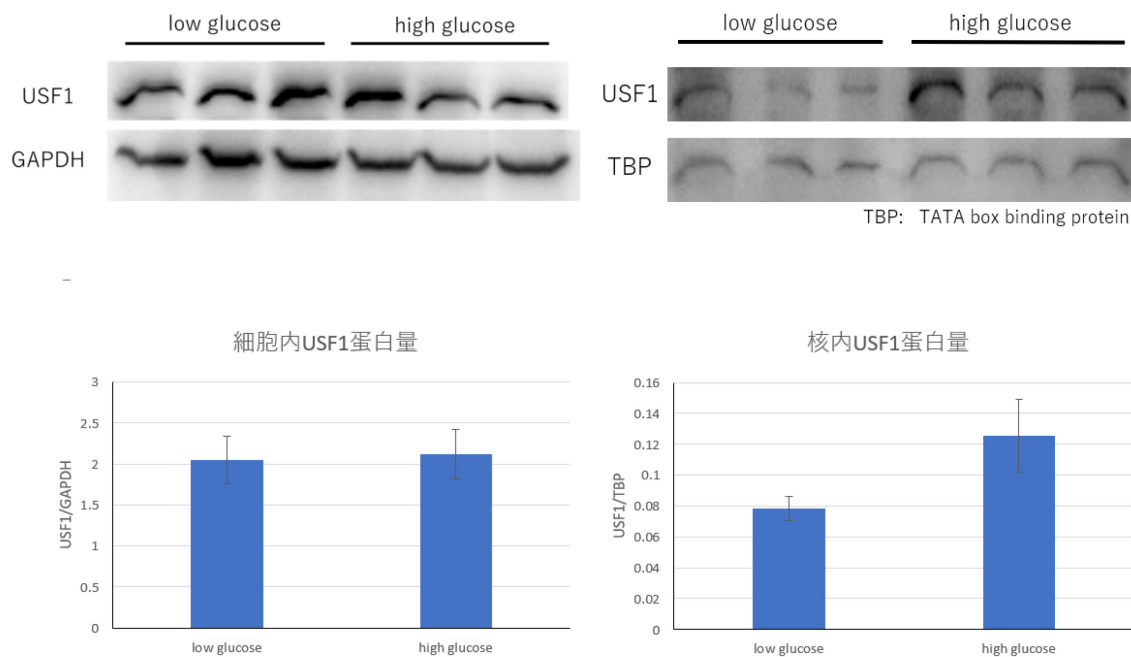 low glucose
high glucose
USF1
GAPDH
low glucose
high glucose
USF1
TBP
TBP: TATA box binding protein
細胞内USF1蛋白量
3
2.5
2
1.5
1
0.5
0
USF1/GAPDH
low glucose
high glucose
核内USF1蛋白量
0.16
0.14
0.12
0.1
0.08
0.06
0.04
0.02
0
USF1/TBP
low glucose
high glucose